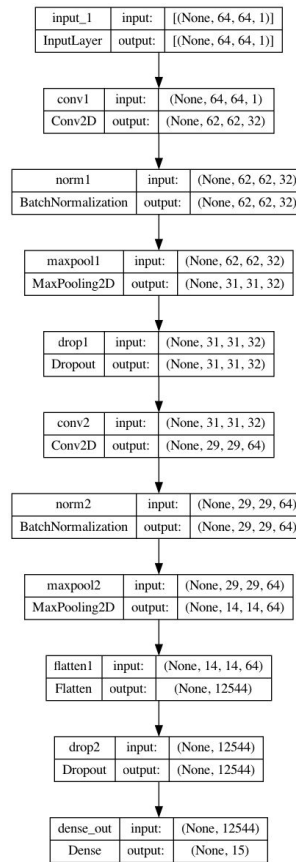 input_1 input: [(None, 64, 64, 1)]
InputLayer output: [(None, 64, 64, 1)]
conv1 input: (None, 64, 64, 1)
Conv2D output: (None, 62, 62, 32)
norm1 input: (None, 62, 62, 32)
BatchNormalization output: (None, 62, 62, 32)
maxpool1 input: (None, 62, 62, 32)
MaxPooling2D output: (None, 31, 31, 32)
drop1 input: (None, 31, 31, 32)
Dropout output: (None, 31, 31, 32)
conv2 input: (None, 31, 31, 32)
Conv2D output: (None, 29, 29, 64)
norm2 input: (None, 29, 29, 64)
BatchNormalization output: (None, 29, 29, 64)
maxpool2 input: (None, 29, 29, 64)
MaxPooling2D output: (None, 14, 14, 64)
flatten1 input: (None, 14, 14, 64)
Flatten output: (None, 12544)
drop2 input: (None, 12544)
Dropout output: (None, 12544)
dense_out input: (None, 12544)
Dense output: (None, 15)